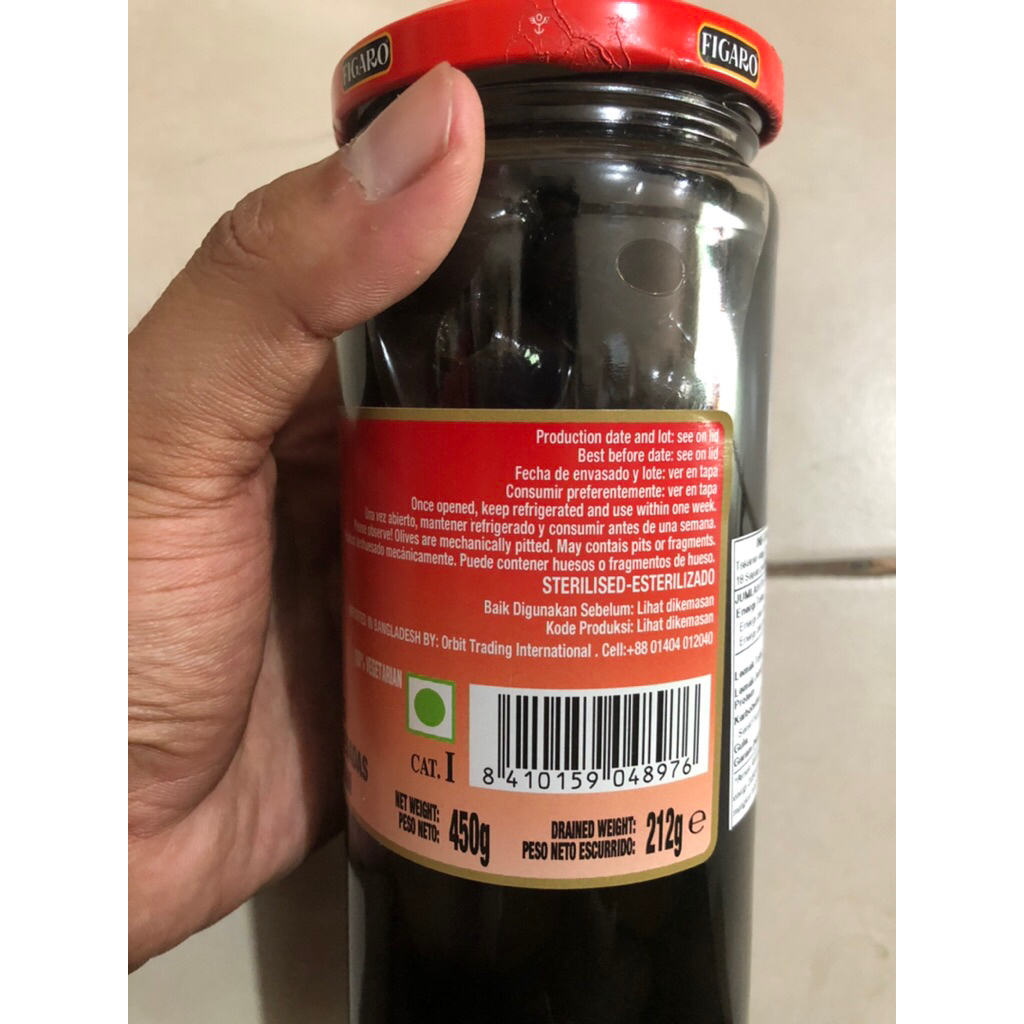 FIGARO
FIGARO
Production date and lot: see on lid
Best before date: see on lid
Fecha de envasado y lote: ver en tapa
Consumir preferentemente: ver en tapa
Once opened, keep refrigerated and use within one week.
Una vez abierto, mantener refrigerado y consumir antes de una semana.
Please observe! Olives are mechanically pitted. May contais pits or fragments.
mecánicamente. Puede contener huesos o fragmentos de hueso.
STERILISED-ESTERILIZADO
Baik Digunakan Sebelum: Lihat dikemasan
Kode Produksi: Lihat dikemasan
IN BANGLADESH BY: Orbit Trading International . Cell:+88 01404 012040
100% VEGETARIAN
CAT. I
8 410159 048976
NET WEIGHT:
PESO NETO: 450g
DRAINED WEIGHT:
PESO NETO ESCURRIDO: 212g e